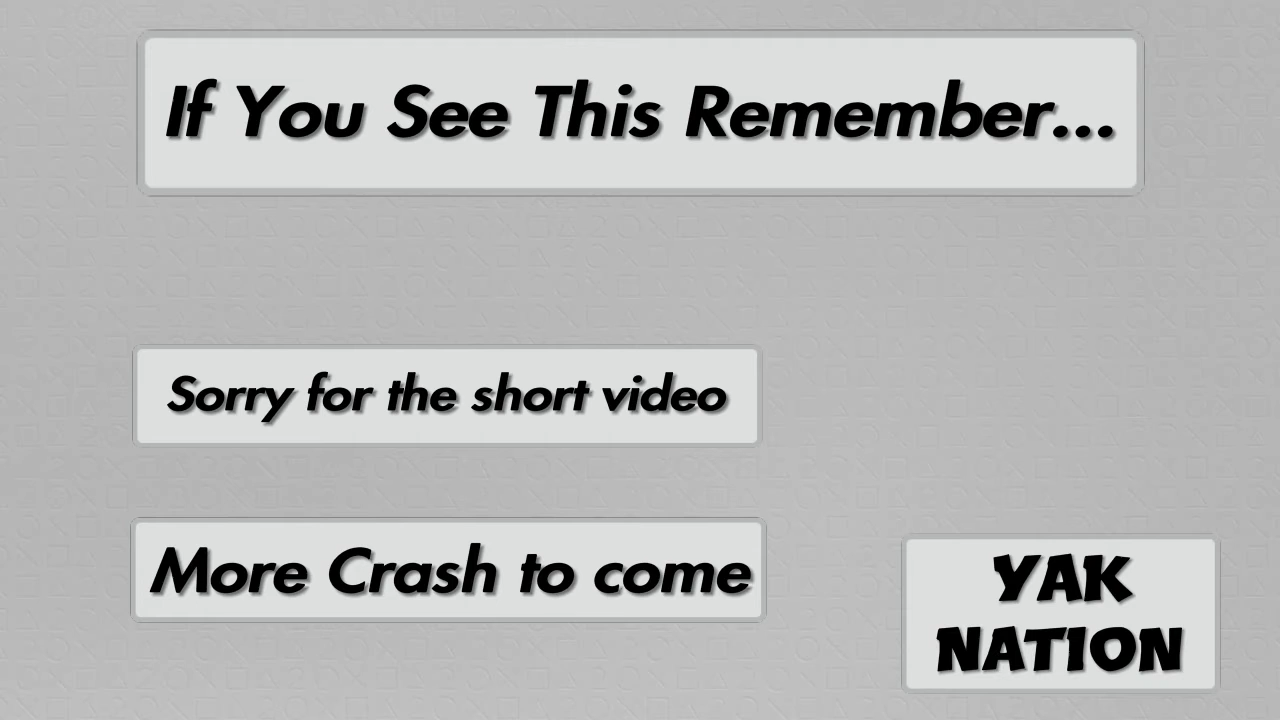 If You See This Remember...
Sorry for the short video
More Crash to come
YAK
NATION